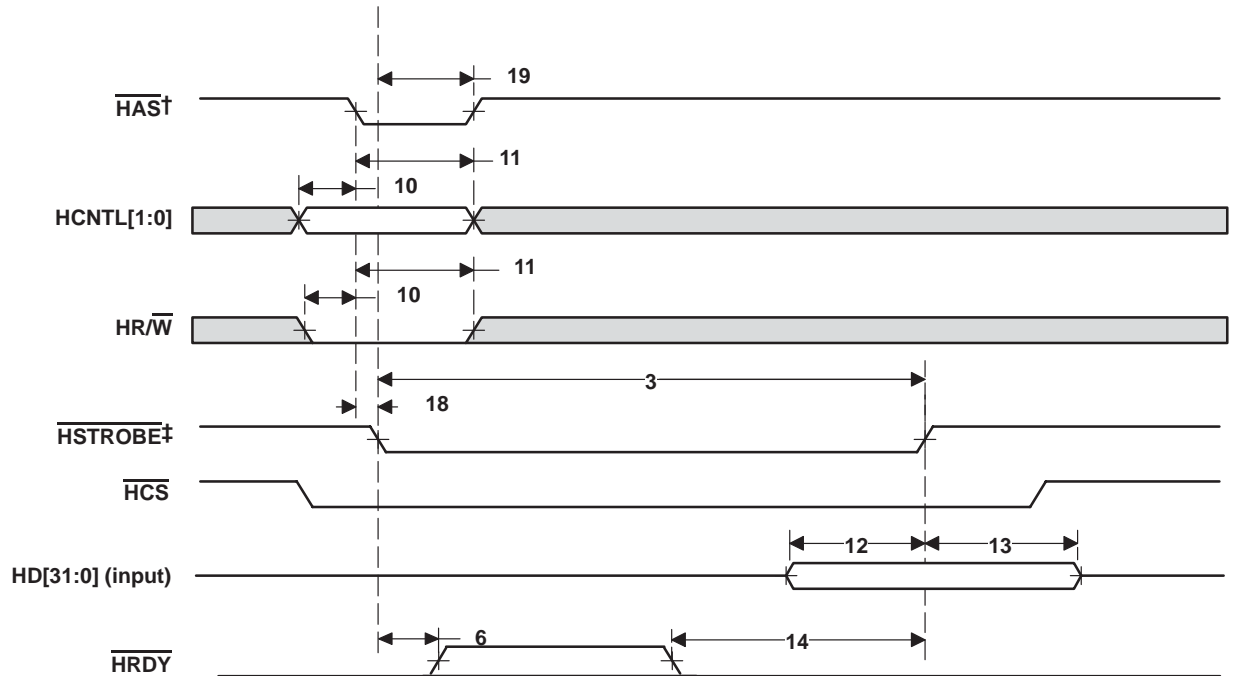 19
HAS†
11
10
HCNTL[1:0]
11
10
HR/W
3
18
HSTROBE‡
HCS
12
13
HD[31:0] (input)
6
14
HRDY